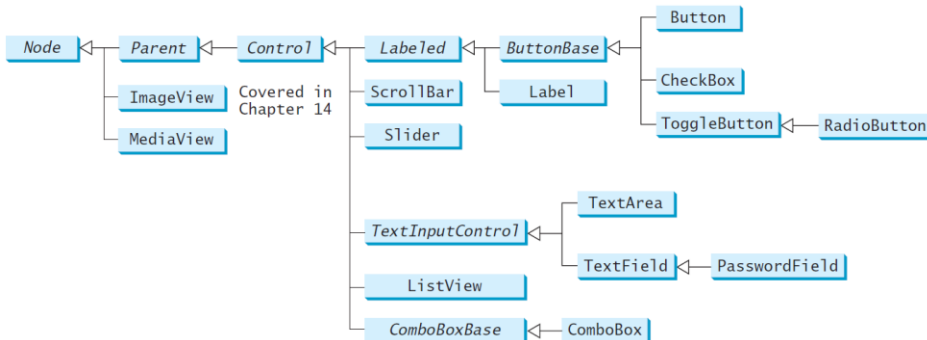 Button
Node
Parent
Control
Labeled
ButtonBase
ImageView
Covered in
Chapter 14
ScrollBar
Label
CheckBox
MediaView
Slider
ToggleButton
RadioButton
TextArea
TextInputControl
TextField
PasswordField
ListView
ComboBoxBase
ComboBox